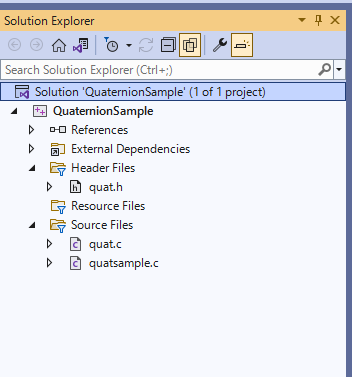 Solution Explorer
Search Solution Explorer (Ctrl+;)
Solution 'QuaternionSample' (1 of 1 project)
QuaternionSample
References
External Dependencies
Header Files
quat.h
Resource Files
Source Files
quat.c
quatsample.c